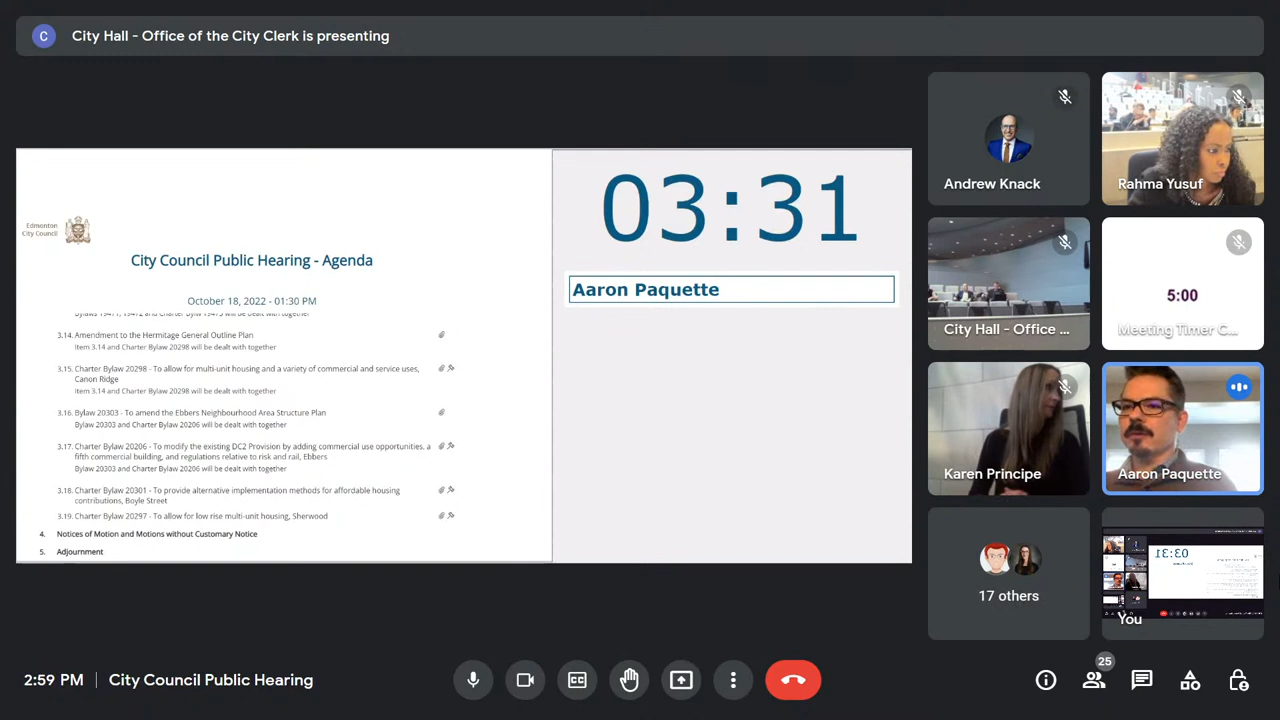 C
City Hall - Office of the City Clerk is presenting
Edmonton
City Council
City Council Public Hearing - Agenda
October 18, 2022 - 01:30 PM
3.14. Amendment to the Hermitage General Outline Plan
Item 3.14 and Charter Bylaw 20298 will be dealt with together
3.15. Charter Bylaw 20298 - To allow for multi-unit housing and a variety of commercial and service uses,
Canon Ridge
Item 3.14 and Charter Bylaw 20298 will be dealt with together
3.16. Bylaw 20303 - To amend the Ebbers Neighbourhood Area Structure Plan
Bylaw 20303 and Charter Bylaw 20206 will be dealt with together
3.17. Charter Bylaw 20206 - To modify the existing DC2 Provision by adding commercial use opportunities, a
fifth commercial building, and regulations relative to risk and rail, Ebbers
Bylaw 20303 and Charter Bylaw 20206 will be dealt with together
3.18. Charter Bylaw 20301 - To provide alternative implementation methods for affordable housing
contributions, Boyle Street
3.19. Charter Bylaw 20297 - To allow for low rise multi-unit housing, Sherwood
4. Notices of Motion and Motions without Customary Notice
5. Adjournment
03:31
Aaron Paquette
Andrew Knack
Rahma Yusuf
City Hall - Office ...
5:00
Meeting Timer C...
Karen Principe
Aaron Paquette
17 others
03:31
You
2:59 PM | City Council Public Hearing
25